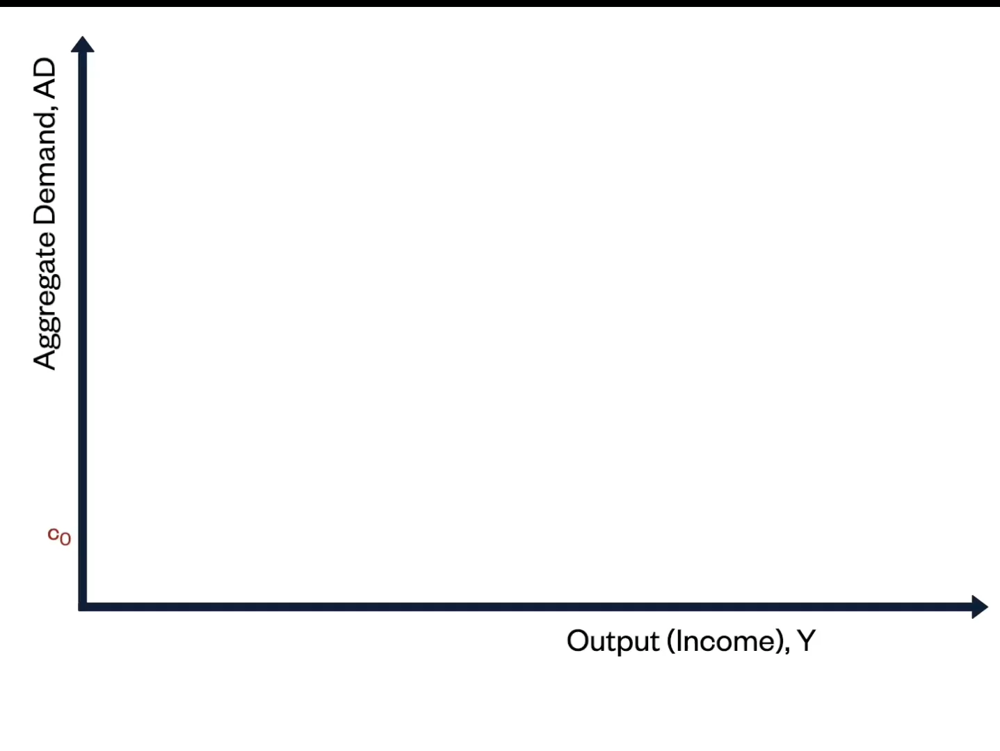 Aggregate Demand, AD
c₀
Output (Income), Y